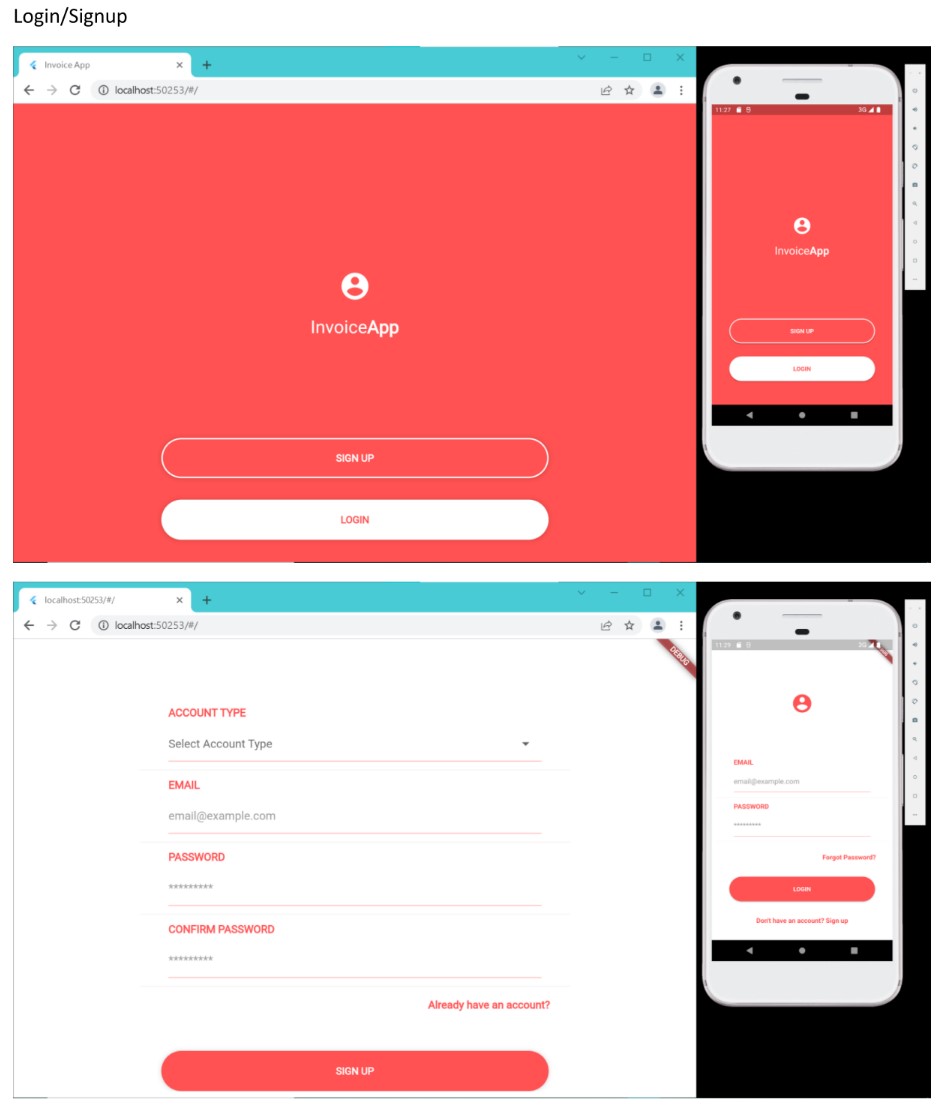 Login/Signup
Invoice App
localhost:50253/#/
11:27
3G
InvoiceApp
InvoiceApp
SIGN UP
LOGIN
SIGN UP
LOGIN
localhost:50253/#/
localhost:50253/#/
DEBUG
11:29
3G
ACCOUNT TYPE
Select Account Type
EMAIL
email@example.com
PASSWORD
*********
CONFIRM PASSWORD
*********
Already have an account?
SIGN UP
EMAIL
email@example.com
PASSWORD
*********
Forgot Password?
LOGIN
Don't have an account? Sign up